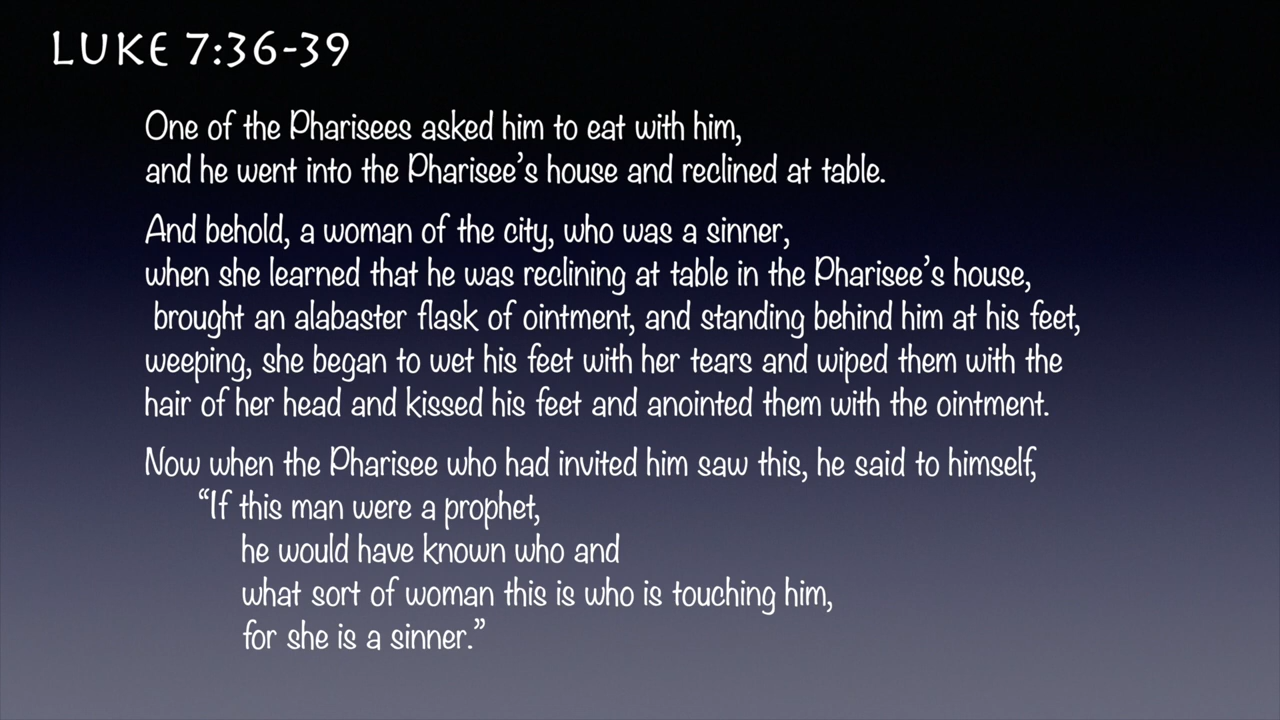 LUKE 7:36-39
One of the Pharisees asked him to eat with him,
and he went into the Pharisee’s house and reclined at table.
And behold, a woman of the city, who was a sinner,
when she learned that he was reclining at table in the Pharisee’s house,
brought an alabaster flask of ointment, and standing behind him at his feet,
weeping, she began to wet his feet with her tears and wiped them with the
hair of her head and kissed his feet and anointed them with the ointment.
Now when the Pharisee who had invited him saw this, he said to himself,
“If this man were a prophet,
he would have known who and
what sort of woman this is who is touching him,
for she is a sinner.”